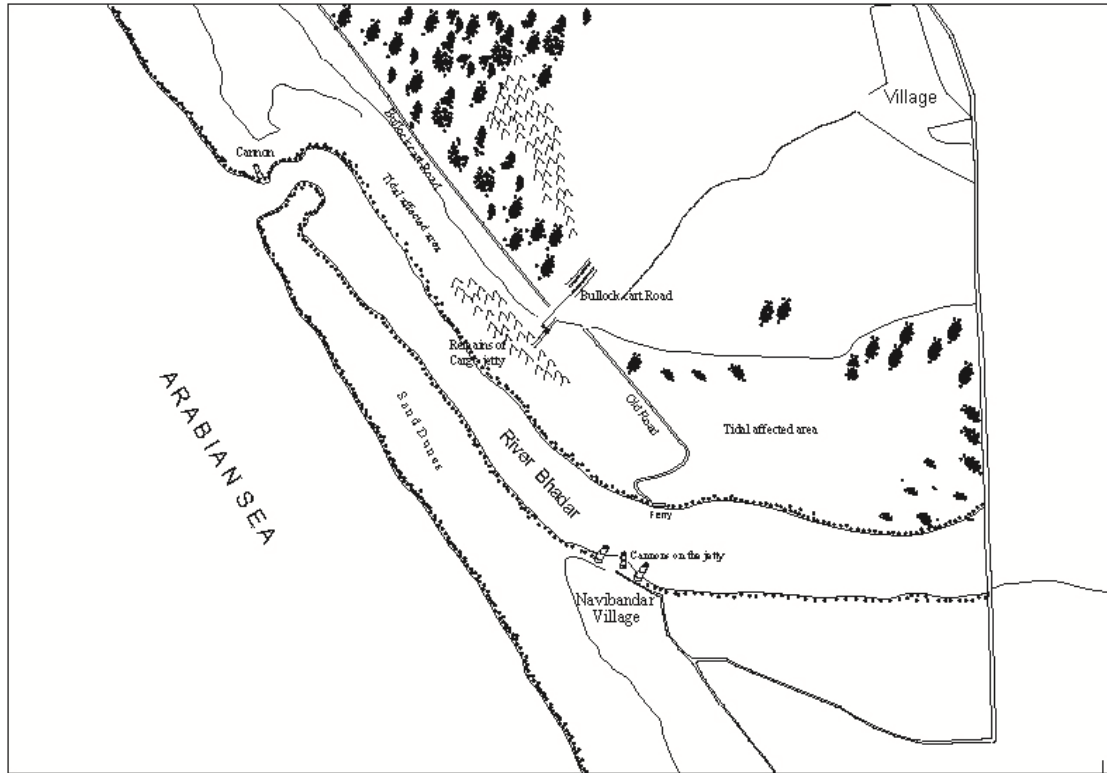 Village
Cannon
Bullock cart Road
Tidal affected area
Bullock cart Road
Remains of
Cargo jetty
ARABIAN SEA
Sand Dunes
River Bhadar
Old Road
Tidal affected area
Ferry
Cannons on the jetty
Navibandar
Village